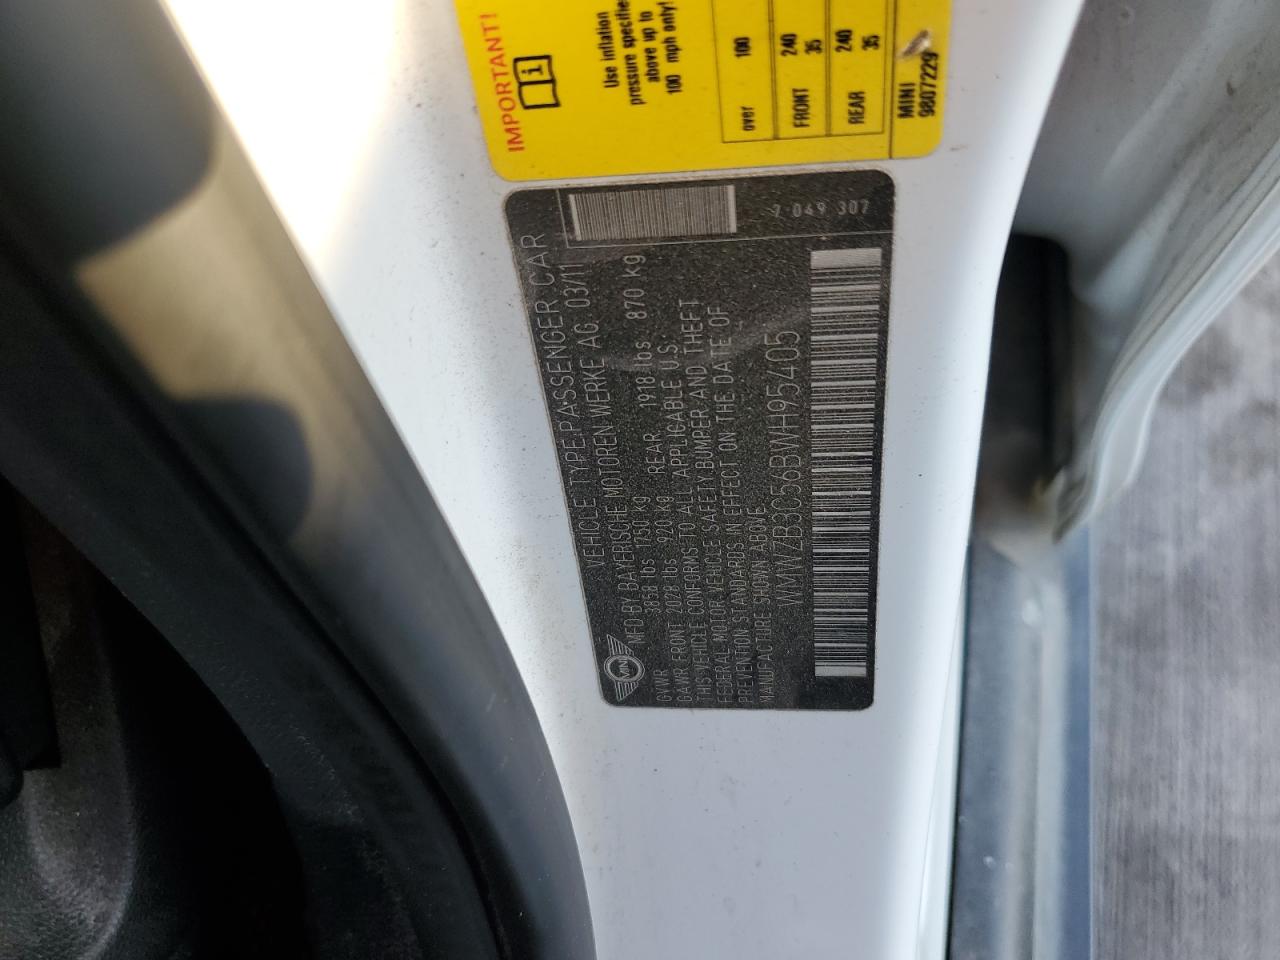 IMPORTANT!
Use inflation
pressure specified
above up to
100 mph only!
over 100
FRONT 240
35
REAR 240
35
MINI
9807229
7 049 307
VEHICLE TYPE:PASSENGER CAR
MFD BY BAYERISCHE MOTOREN WERKE AG 03/11
GVWR 3858 lbs 1750 kg
GAWR FRONT 2028 lbs 920 kg REAR 1918 lbs 870 kg
THIS VEHICLE CONFORMS TO ALL APPLICABLE U.S.
FEDERAL MOTOR VEHICLE SAFETY, BUMPER AND THEFT
PREVENTION STANDARDS IN EFFECT ON THE DATE OF
MANUFACTURE SHOWN ABOVE
WMWZB3C56BWH95405
MINI